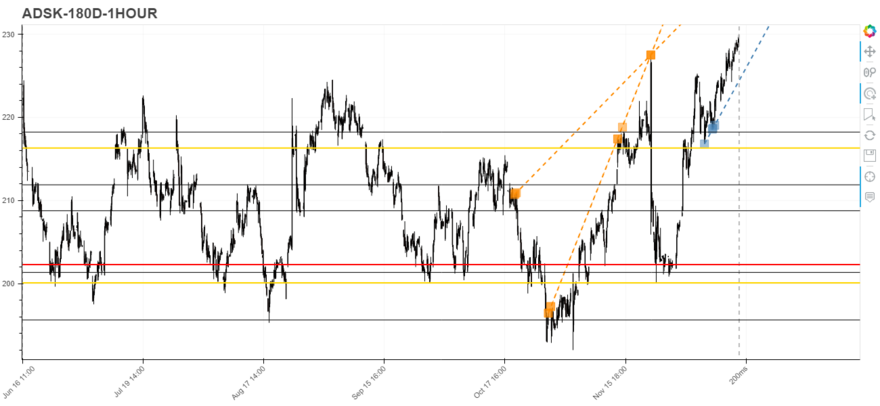 ADSK-180D-1HOUR
230
220
210
200
Jun 16 11:00
Jul 19 14:00
Aug 17 14:00
Sep 15 16:00
Oct 17 16:00
Nov 15 18:00
200ms